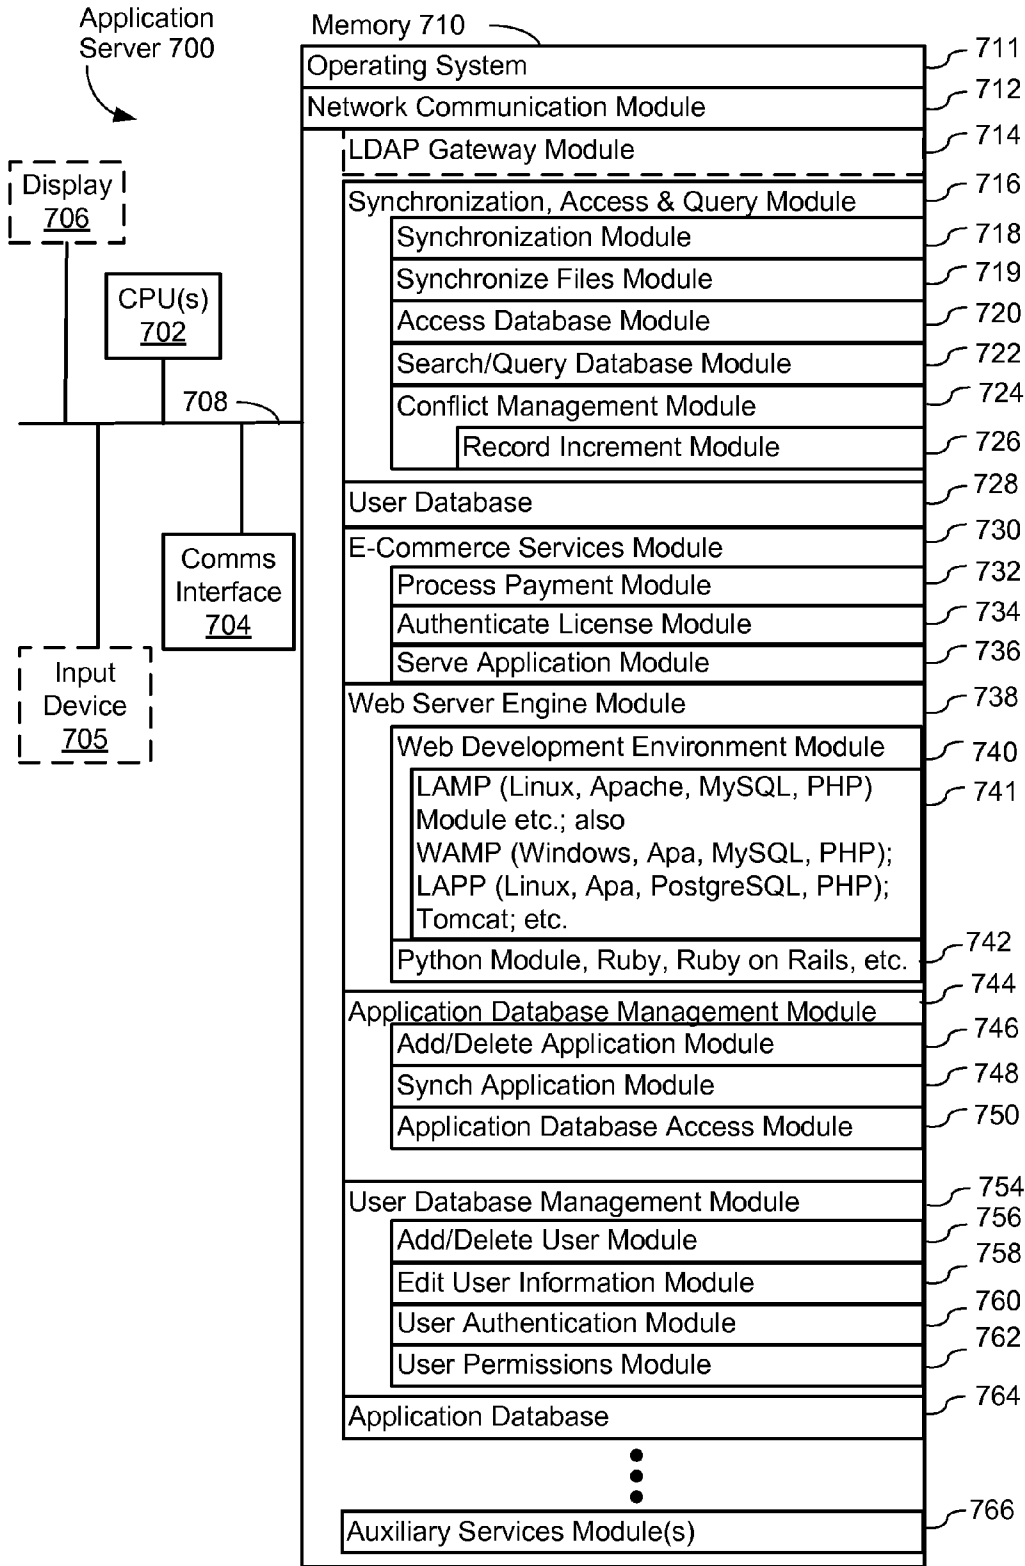 Application
Server 700
Memory 710
Operating System
711
Network Communication Module
712
LDAP Gateway Module
714
Display
706
Synchronization, Access & Query Module
716
Synchronization Module
718
Synchronize Files Module
719
CPU(s)
702
Access Database Module
720
Search/Query Database Module
722
708
Conflict Management Module
724
Record Increment Module
726
User Database
728
E-Commerce Services Module
730
Comms
Interface
704
Process Payment Module
732
Authenticate License Module
734
Serve Application Module
736
Input
Device
705
Web Server Engine Module
738
Web Development Environment Module
740
LAMP (Linux, Apache, MySQL, PHP)
Module etc.; also
WAMP (Windows, Apa, MySQL, PHP);
LAPP (Linux, Apa, PostgreSQL, PHP);
Tomcat; etc.
741
Python Module, Ruby, Ruby on Rails, etc.
742
Application Database Management Module
744
Add/Delete Application Module
746
Synch Application Module
748
Application Database Access Module
750
User Database Management Module
754
Add/Delete User Module
756
Edit User Information Module
758
User Authentication Module
760
User Permissions Module
762
Application Database
764
Auxiliary Services Module(s)
766